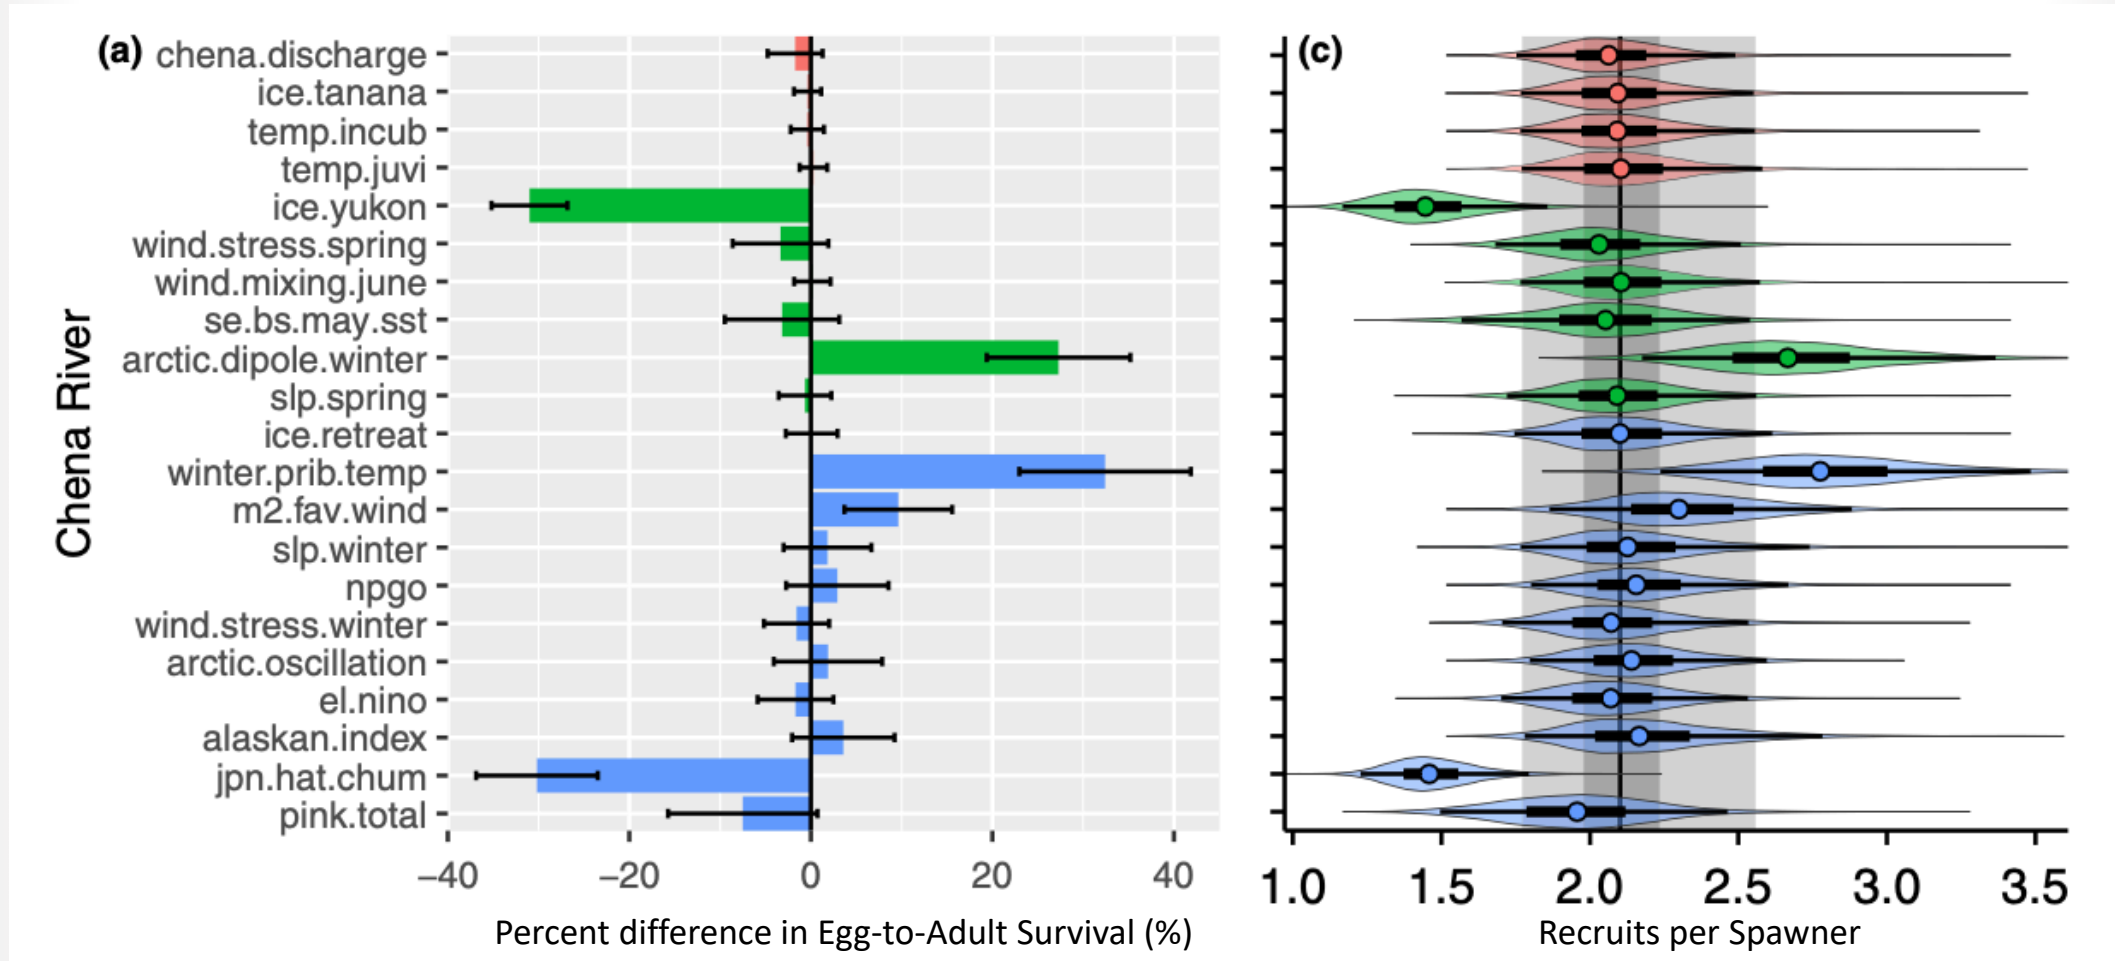 (a)
chena.discharge
ice.tanana
temp.incub
temp.juvi
ice.yukon
wind.stress.spring
wind.mixing.june
se.bs.may.sst
arctic.dipole.winter
slp.spring
ice.retreat
winter.prib.temp
m2.fav.wind
slp.winter
npgo
wind.stress.winter
arctic.oscillation
el.nino
alaskan.index
jpn.hat.chum
pink.total
Chena River
−40 −20 0 20 40
Percent difference in Egg-to-Adult Survival (%)
(c)
1.0 1.5 2.0 2.5 3.0 3.5
Recruits per Spawner